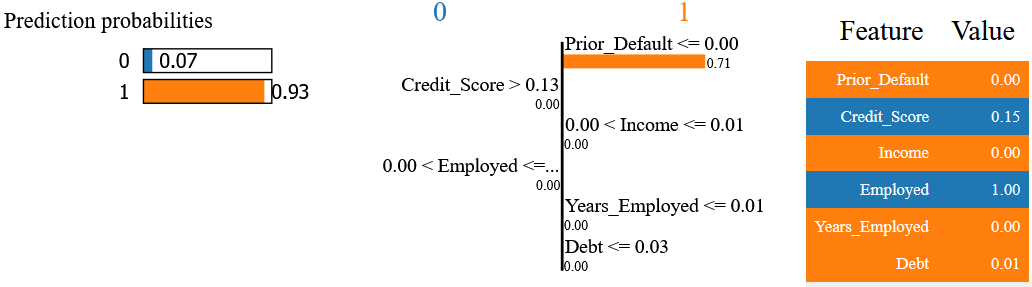 Prediction probabilities
0 0.07
1 0.93
0 1
Prior_Default <= 0.00
0.71
Credit_Score > 0.13
0.00
0.00 < Income <= 0.01
0.00
0.00 < Employed <=...
0.00
Years_Employed <= 0.01
0.00
Debt <= 0.03
0.00
Feature Value
Prior_Default 0.00
Credit_Score 0.15
Income 0.00
Employed 1.00
Years_Employed 0.00
Debt 0.01